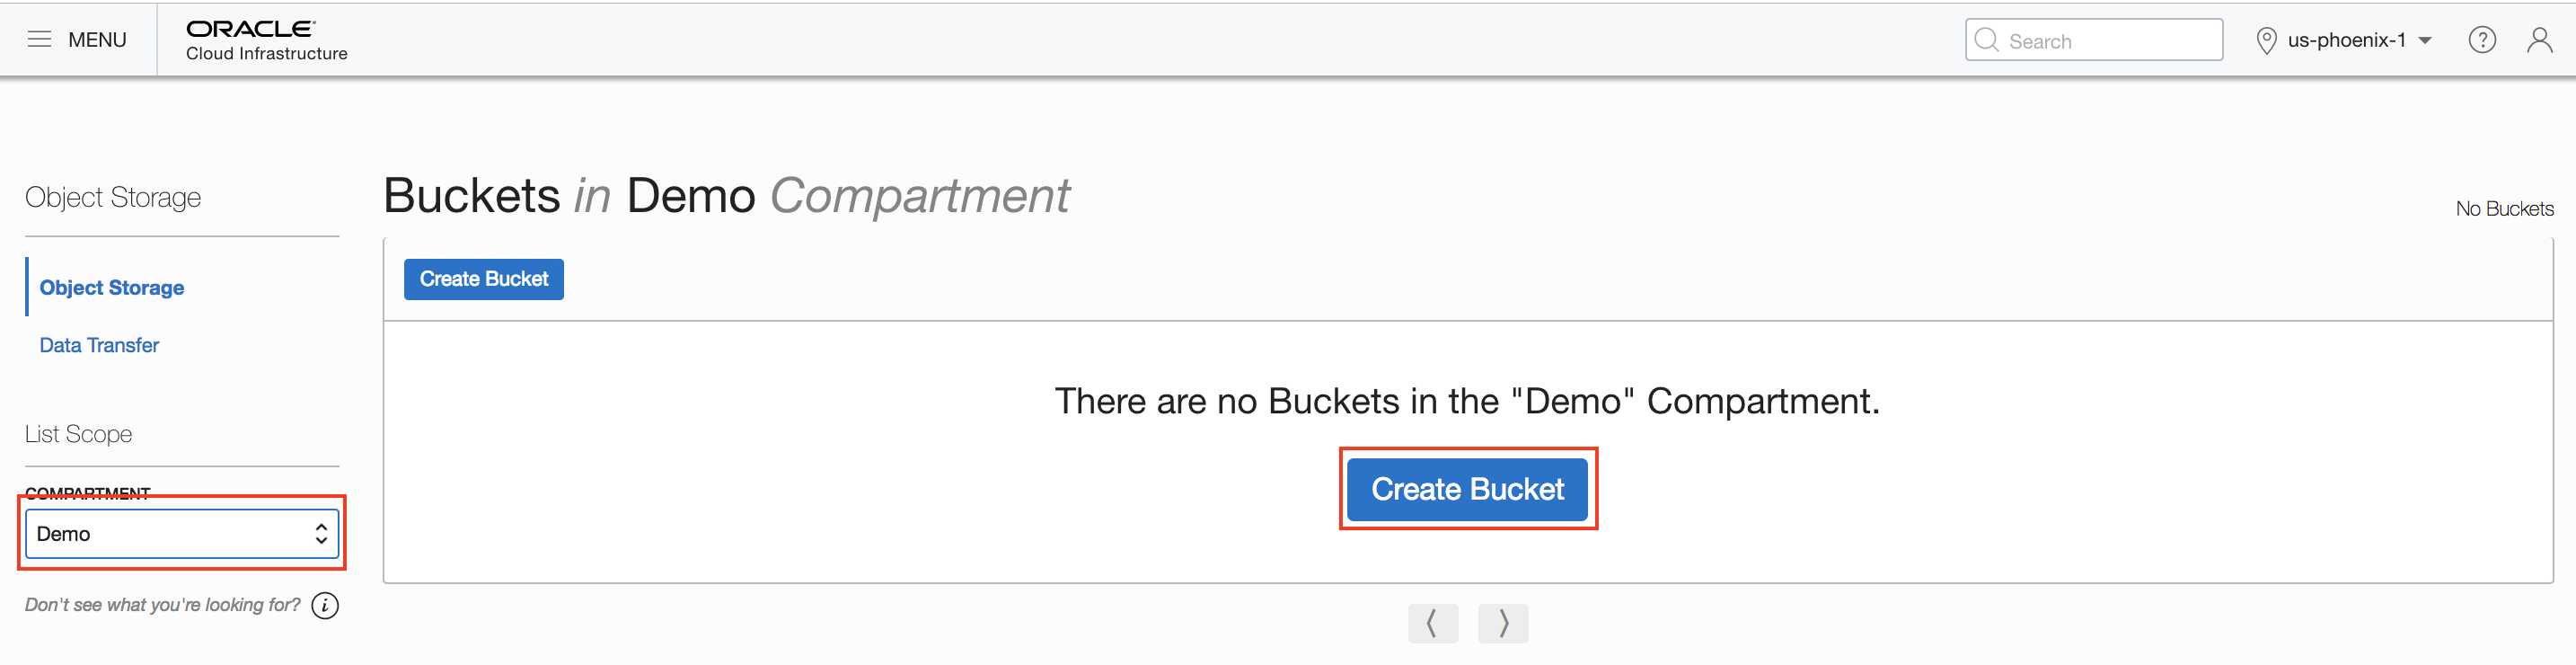 MENU
ORACLE
Cloud Infrastructure
Search
us-phoenix-1
?
Object Storage
Object Storage
Data Transfer
List Scope
COMPARTMENT
Demo
Don't see what you're looking for? i
Buckets in Demo Compartment
No Buckets
Create Bucket
There are no Buckets in the "Demo" Compartment.
Create Bucket